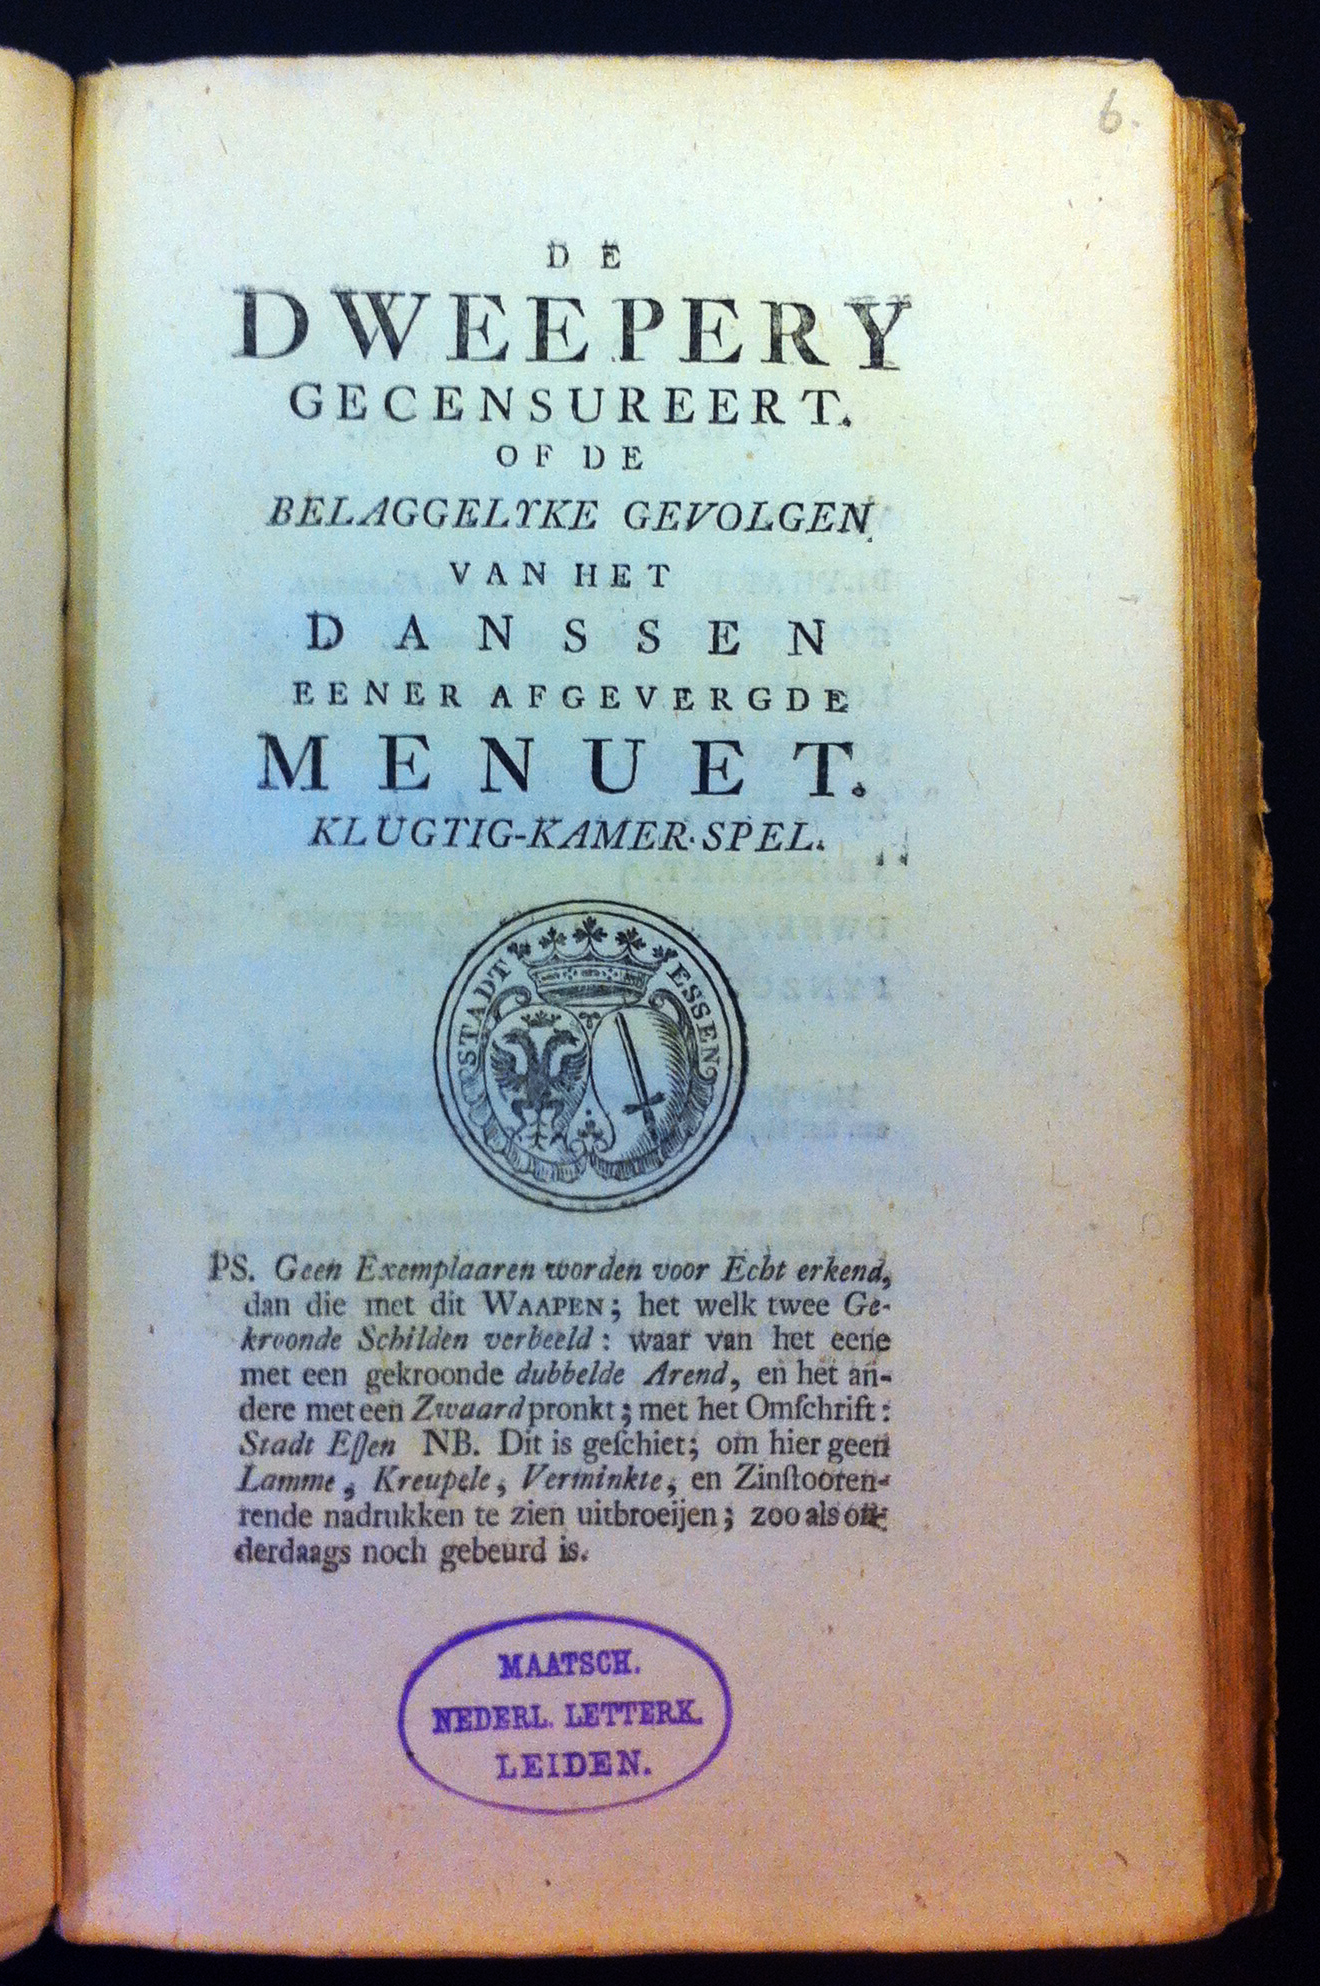 6.
DE
DWEEPERY
GECENSUREERT.
OF DE
BELAGGELYKE GEVOLGEN
VAN HET
DANSSEN
EENER AFGEVERGDE
MENUET.
KLUGTIG-KAMER-SPEL.
STADT ESSEN
PS. Geen Exemplaaren worden voor Echt erkend,
dan die met dit WAAPEN; het welk twee Ge-
kroonde Schilden verbeeld: waar van het eene
met een gekroonde dubbelde Arend, en het an-
dere met een Zwaard pronkt; met het Omſchrift:
Stadt Eſſen NB. Dit is geſchiet; om hier geen
Lamme, Kreupele, Verminkte, en Zinſtooren-
rende nadrukken te zien uitbroeijen; zoo als on-
derdaags noch gebeurd is.
MAATSCH.
NEDERL. LETTERK.
LEIDEN.